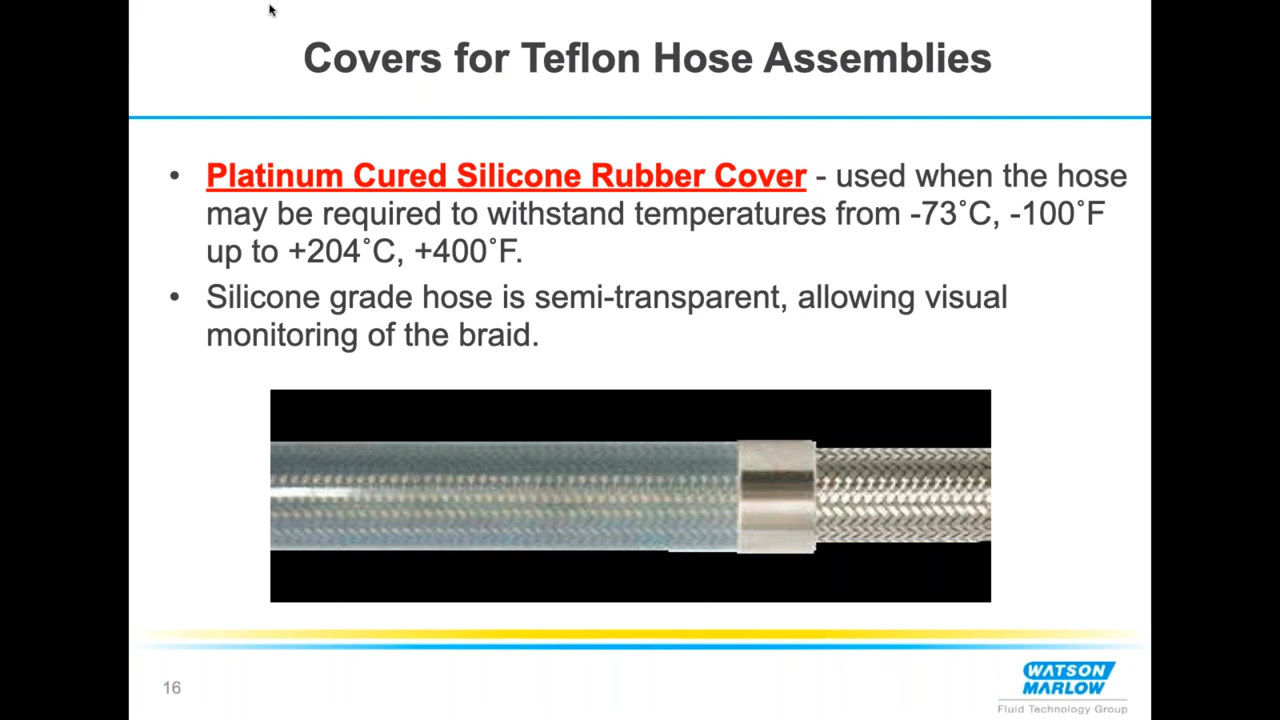 Covers for Teflon Hose Assemblies
• Platinum Cured Silicone Rubber Cover - used when the hose
may be required to withstand temperatures from -73˚C, -100˚F
up to +204˚C, +400˚F.
• Silicone grade hose is semi-transparent, allowing visual
monitoring of the braid.
16
WATSON
MARLOW
Fluid Technology Group